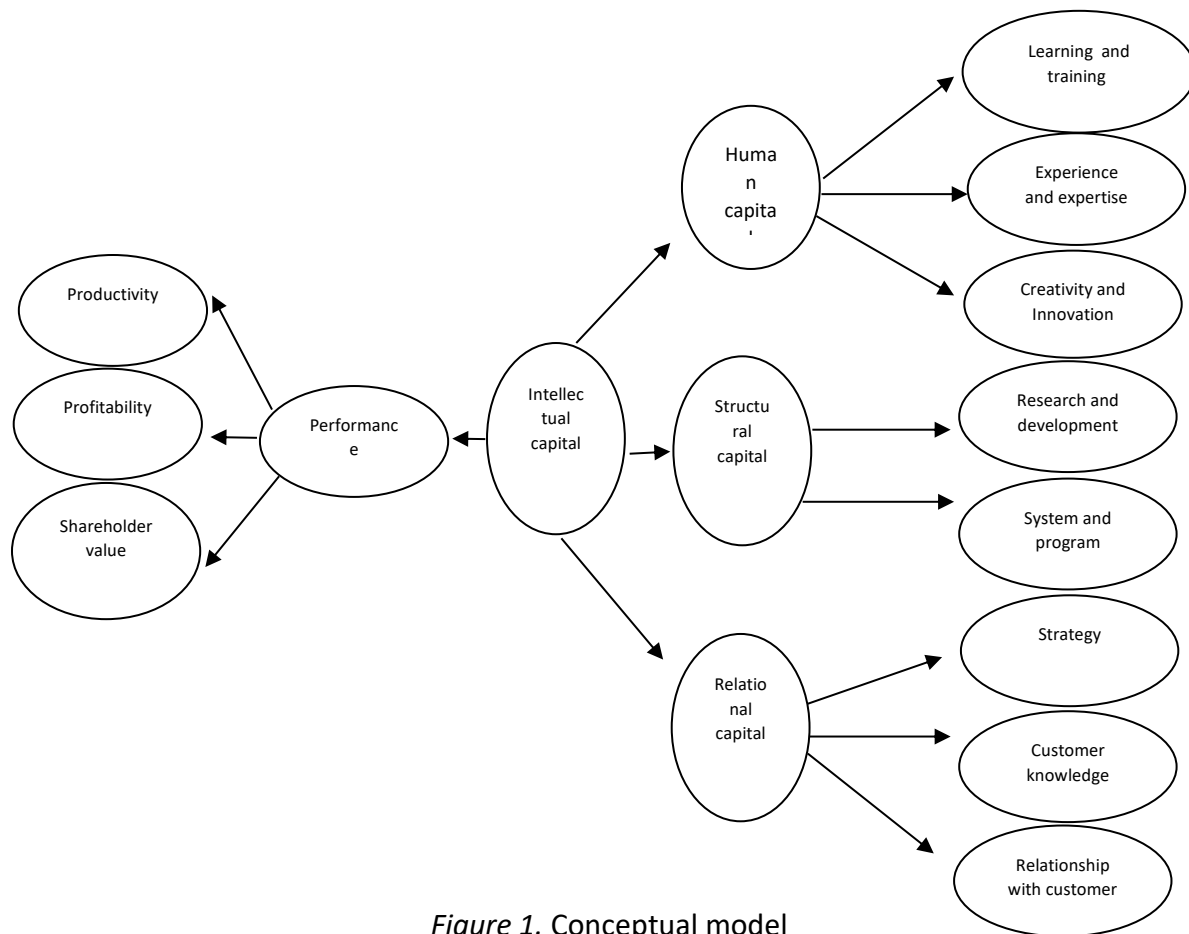 Learning and
training
Huma
n
capita
l
Experience
and expertise
Creativity and
Innovation
Productivity
Profitability
Shareholder
value
Performanc
e
Intellec
tual
capital
Structu
ral
capital
Research and
development
System and
program
Relatio
nal
capital
Strategy
Customer
knowledge
Relationship
with customer
Figure 1. Conceptual model